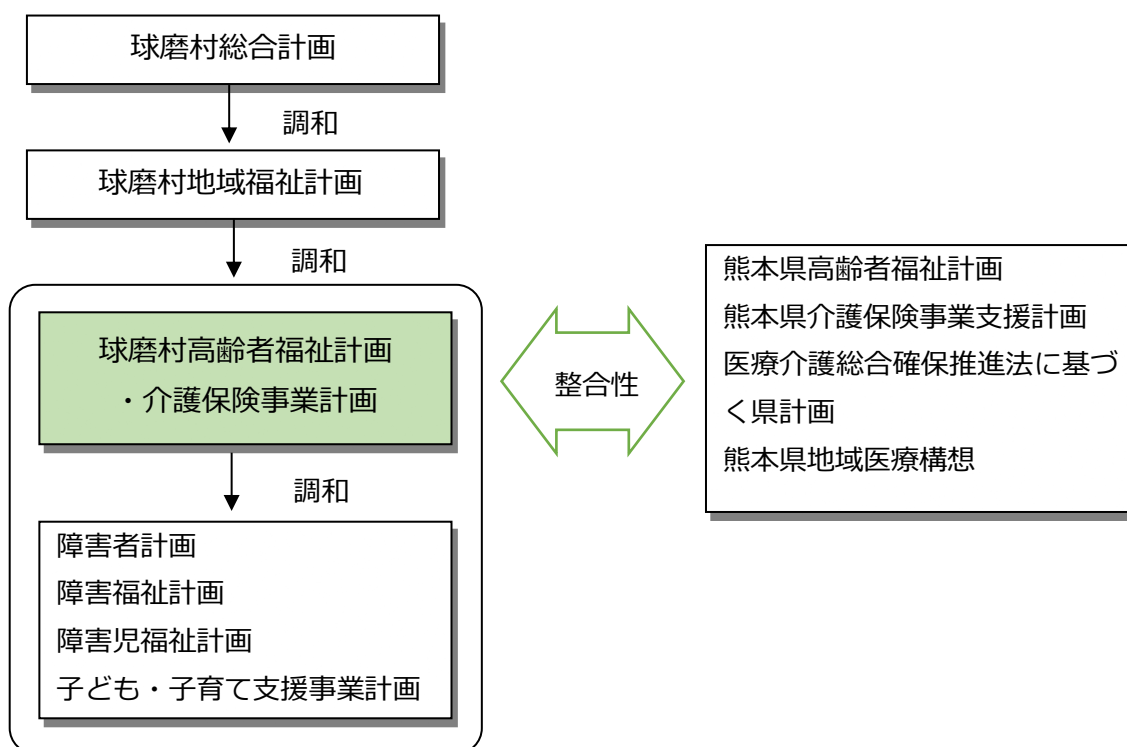 球磨村総合計画
調和
球磨村地域福祉計画
調和
球磨村高齢者福祉計画
・介護保険事業計画
調和
障害者計画
障害福祉計画
障害児福祉計画
子ども・子育て支援事業計画
整合性
熊本県高齢者福祉計画
熊本県介護保険事業支援計画
医療介護総合確保推進法に基づ
く県計画
熊本県地域医療構想